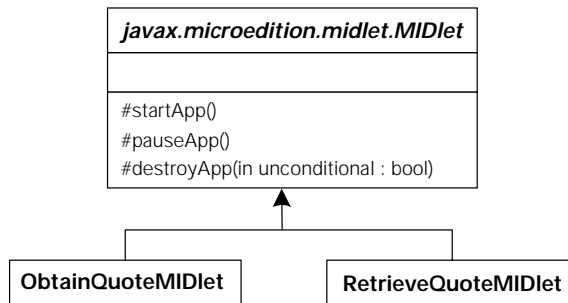 javax.microedition.midlet.MIDlet
#startApp()
#pauseApp()
#destroyApp(in unconditional : bool)
ObtainQuoteMIDlet
RetrieveQuoteMIDlet